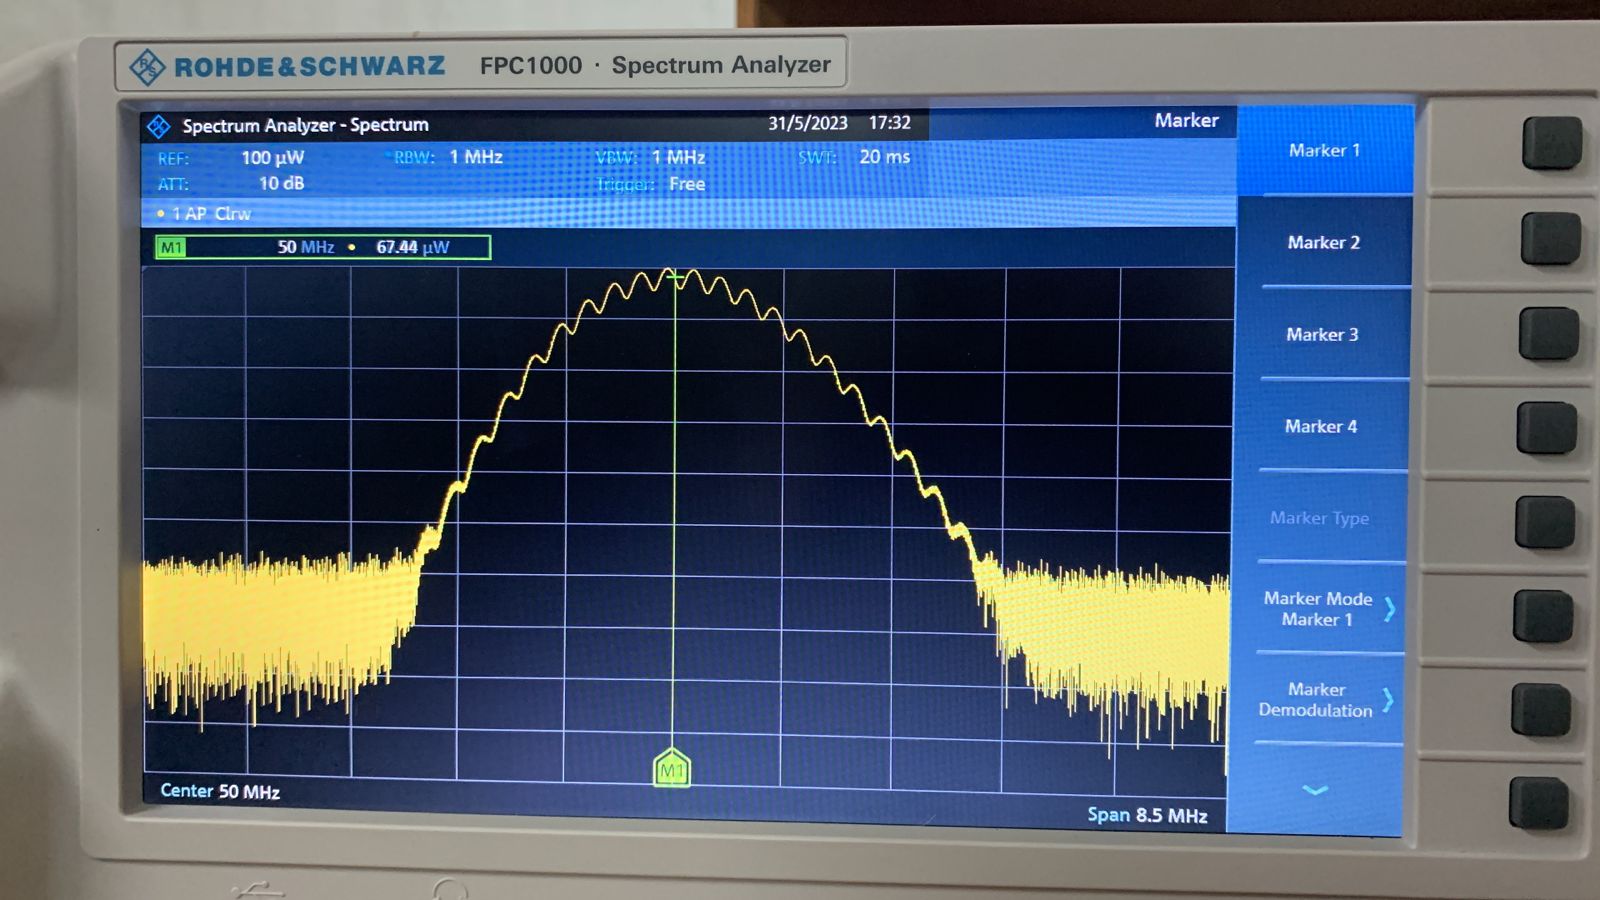 ROHDE & SCHWARZ FPC1000 · Spectrum Analyzer
Spectrum Analyzer - Spectrum 31/5/2023 17:32 Marker
REF: 100 µW RBW: 1 MHz VBW: 1 MHz SWT: 20 ms
ATT: 10 dB Trigger: Free
1 AP Clrw
M1 50 MHz 67.44 µW
Marker 1
Marker 2
Marker 3
Marker 4
Marker Type
Marker Mode
Marker 1
Marker
Demodulation
M1
Center 50 MHz Span 8.5 MHz